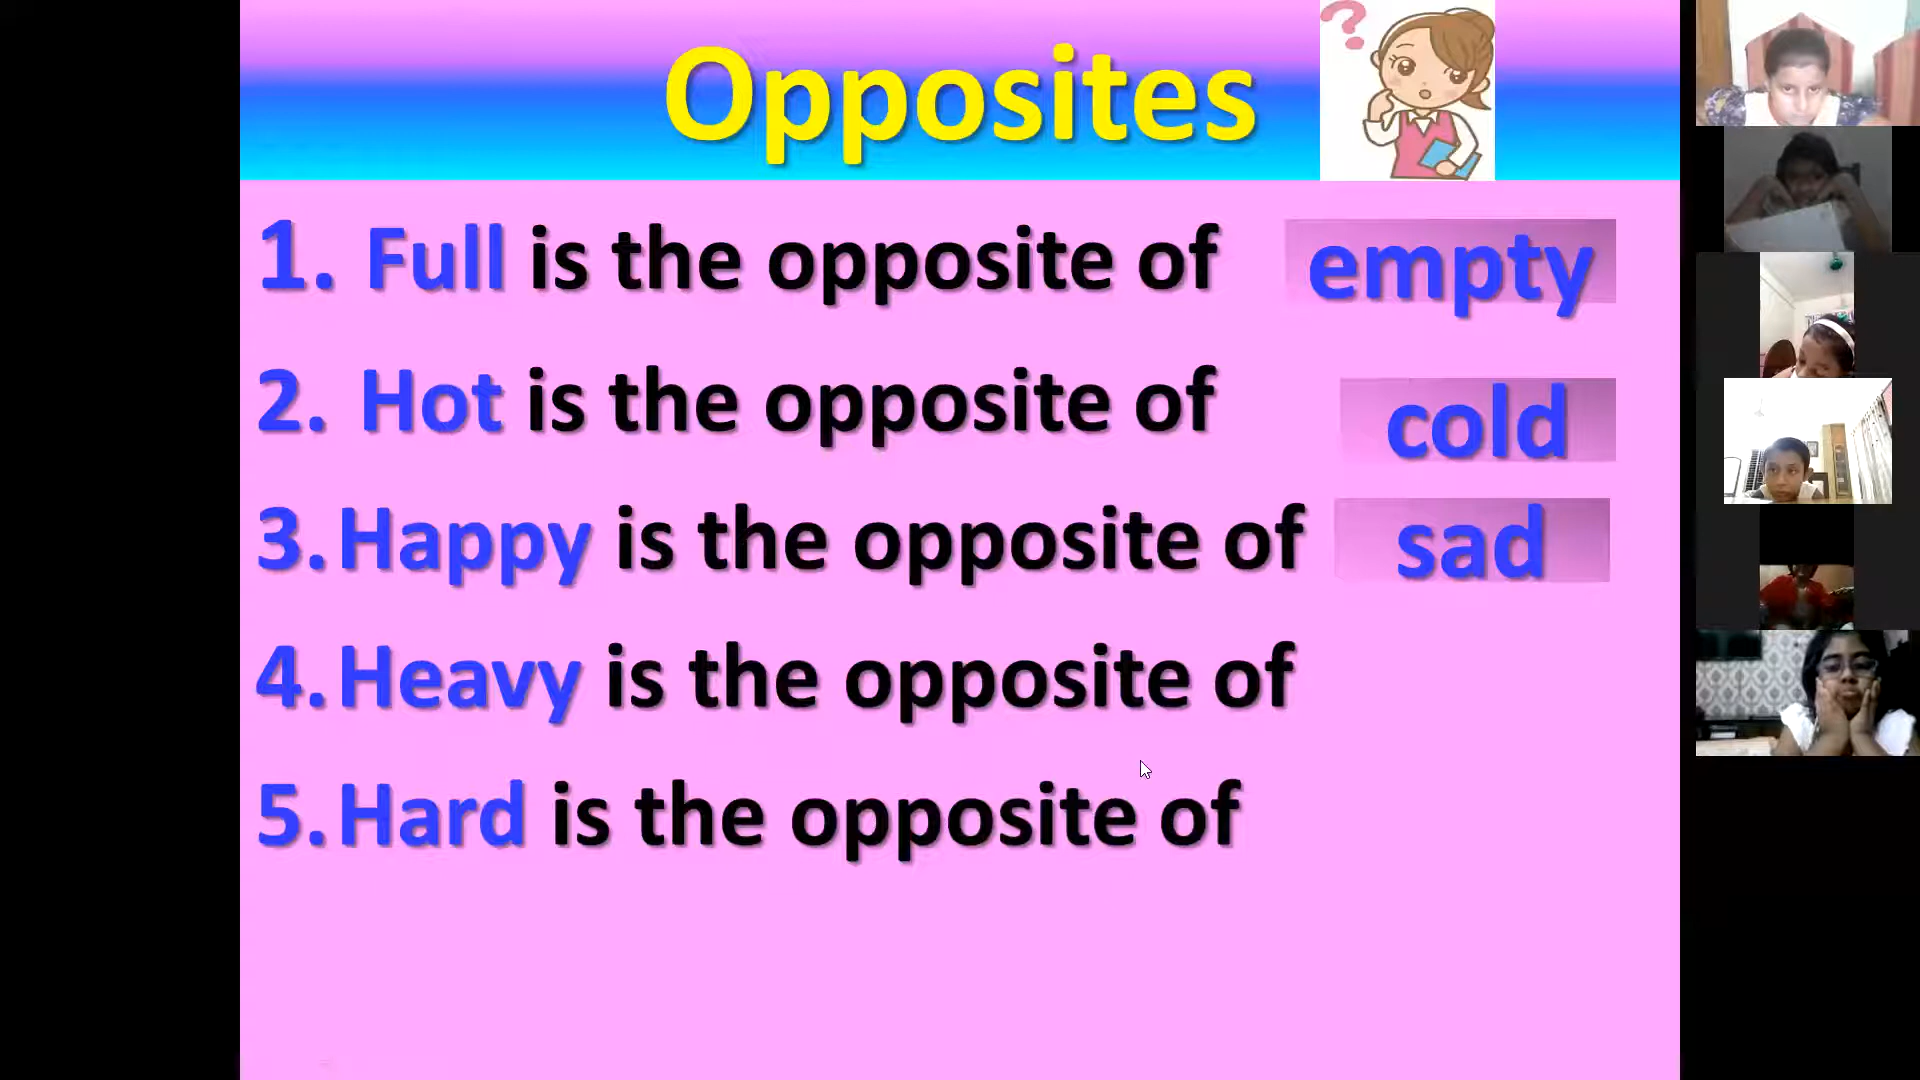 Opposites
1. Full is the opposite of empty
2. Hot is the opposite of cold
3. Happy is the opposite of sad
4. Heavy is the opposite of
5. Hard is the opposite of